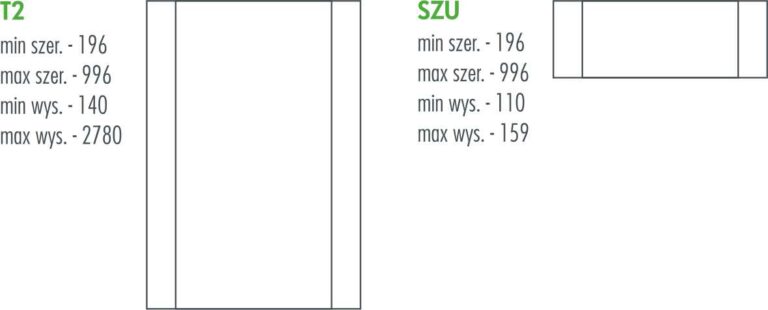 T2
min szer. - 196
max szer. - 996
min wys. - 140
max wys. - 2780
SZU
min szer. - 196
max szer. - 996
min wys. - 110
max wys. - 159